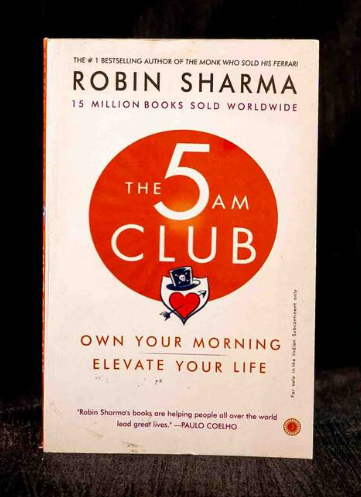 THE #1 BESTSELLING AUTHOR OF THE MONK WHO SOLD HIS FERRARI
ROBIN SHARMA
15 MILLION BOOKS SOLD WORLDWIDE
THE 5 AM
CLUB
OWN YOUR MORNING
ELEVATE YOUR LIFE
For sale in the Indian Subcontinent only
"Robin Sharma's books are helping people all over the world
lead great lives." —PAULO COELHO